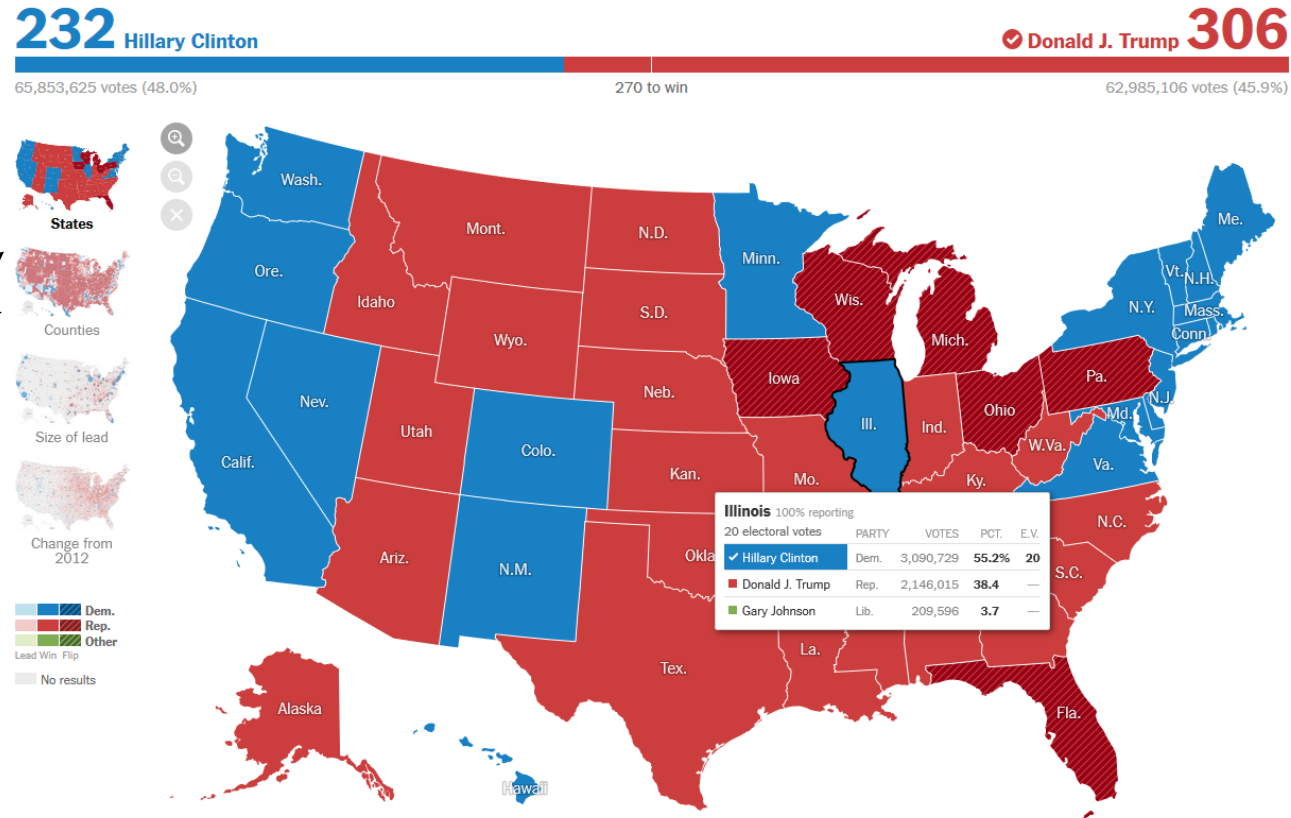 232 Hillary Clinton
Donald J. Trump 306
65,853,625 votes (48.0%)
270 to win
62,985,106 votes (45.9%)
States
Counties
Size of lead
Change from
2012
Dem.
Rep.
Other
Lead Win Flip
No results
Wash.
Ore.
Calif.
Nev.
Idaho
Mont.
Wyo.
Utah
Ariz.
Colo.
N.M.
N.D.
S.D.
Neb.
Kan.
Okla
Tex.
Minn.
Iowa
Mo.
La.
Wis.
Ill.
Mich.
Ind.
Ohio
Ky.
W.Va.
Pa.
N.Y.
Vt.
N.H.
Me.
Mass.
Conn.
N.J.
Md.
Va.
N.C.
S.C.
Fla.
Alaska
Hawaii
Illinois 100% reporting
20 electoral votes PARTY VOTES PCT. E.V.
✓ Hillary Clinton Dem. 3,090,729 55.2% 20
Donald J. Trump Rep. 2,146,015 38.4 —
Gary Johnson Lib. 209,596 3.7 —